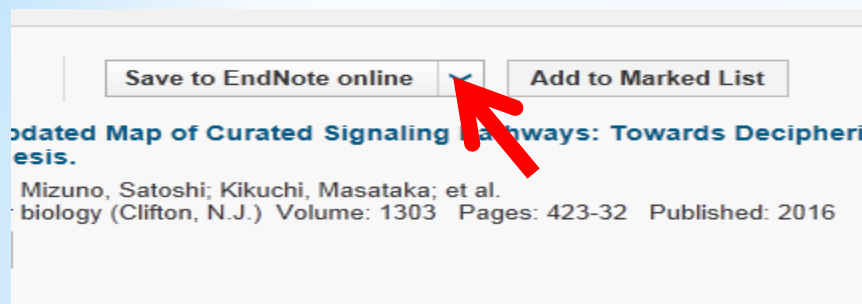 Save to EndNote online Add to Marked List
pdated Map of Curated Signaling Pathways: Towards Decipheri
esis.
Mizuno, Satoshi; Kikuchi, Masataka; et al.
biology (Clifton, N.J.) Volume: 1303 Pages: 423-32 Published: 2016